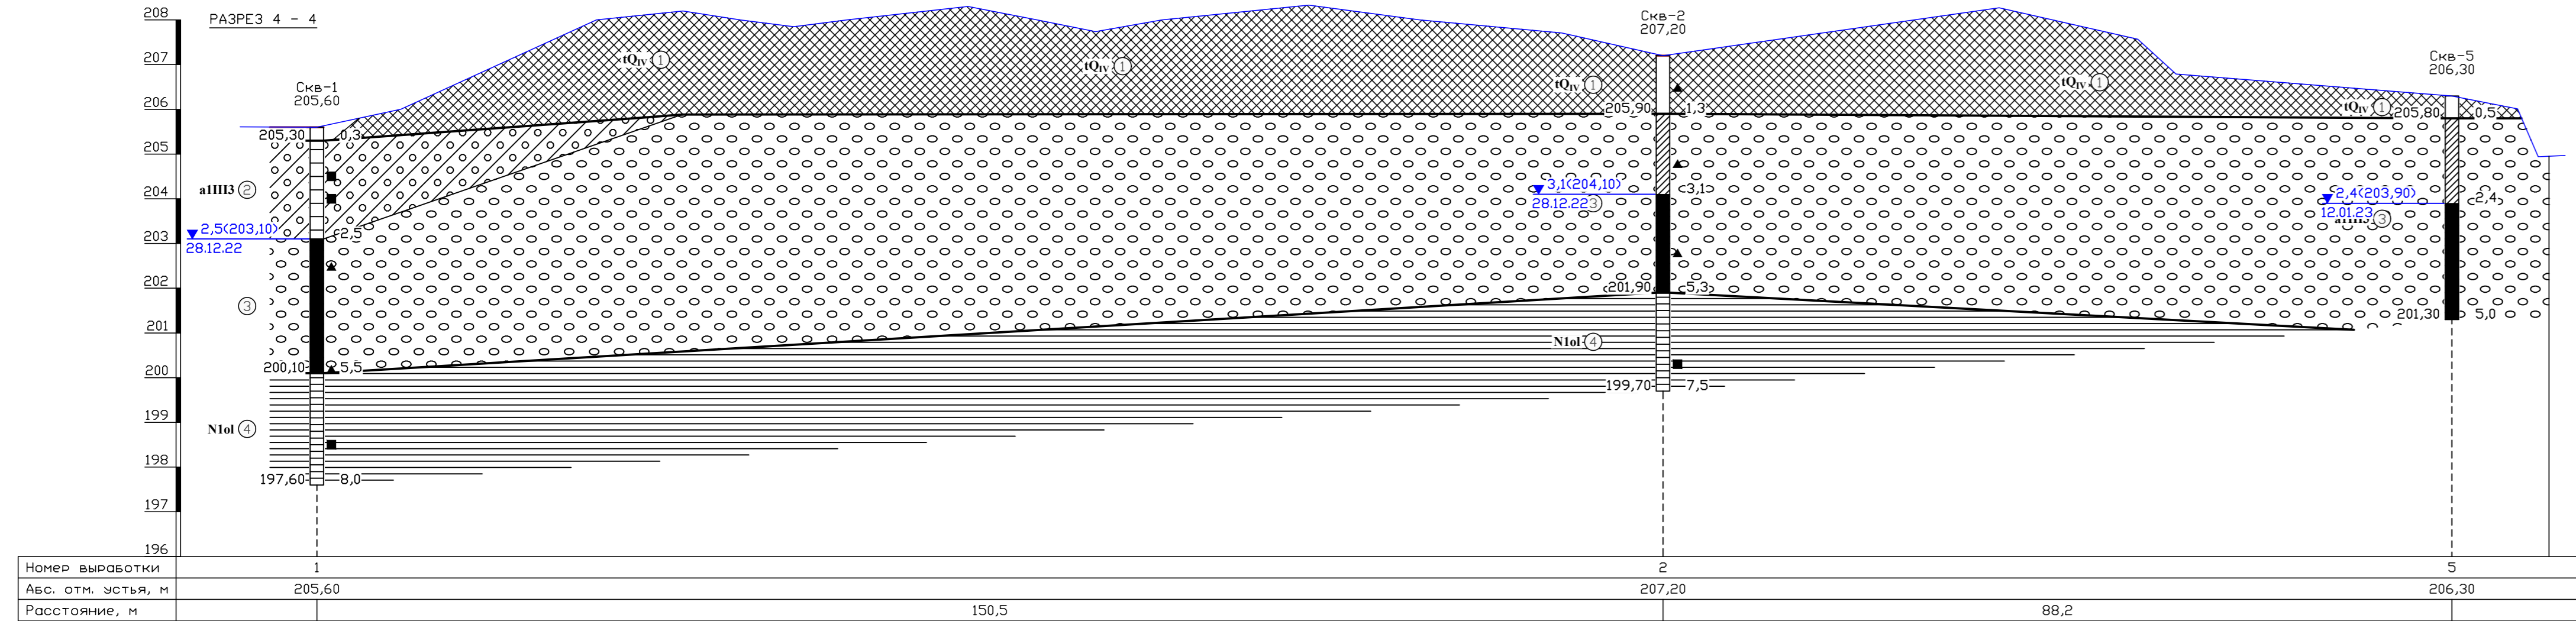 РАЗРЕЗ 4 - 4
208
207
206
205
204
203
202
201
200
199
198
197
196
Скв-1
205,60
Скв-2
207,20
Скв-5
206,30
tQIV 1
tQIV 1
tQIV 1
tQIV 1
tQIV 1
205,30 0,3
205,90 1,3
205,80 0,5
a1III3 2
2,5(203,10)
28.12.22
2,5
3,1(204,10)
28.12.22 3
3,1
2,4(203,90)
12.01.23
2,4
a1III3 3
3
201,90 5,3
201,30 5,0
200,10 5,5
N1ol 4
199,70 7,5
N1ol 4
197,60 8,0
Номер выработки 1 2 5
Абс. отм. устья, м 205,60 207,20 206,30
Расстояние, м 150,5 88,2